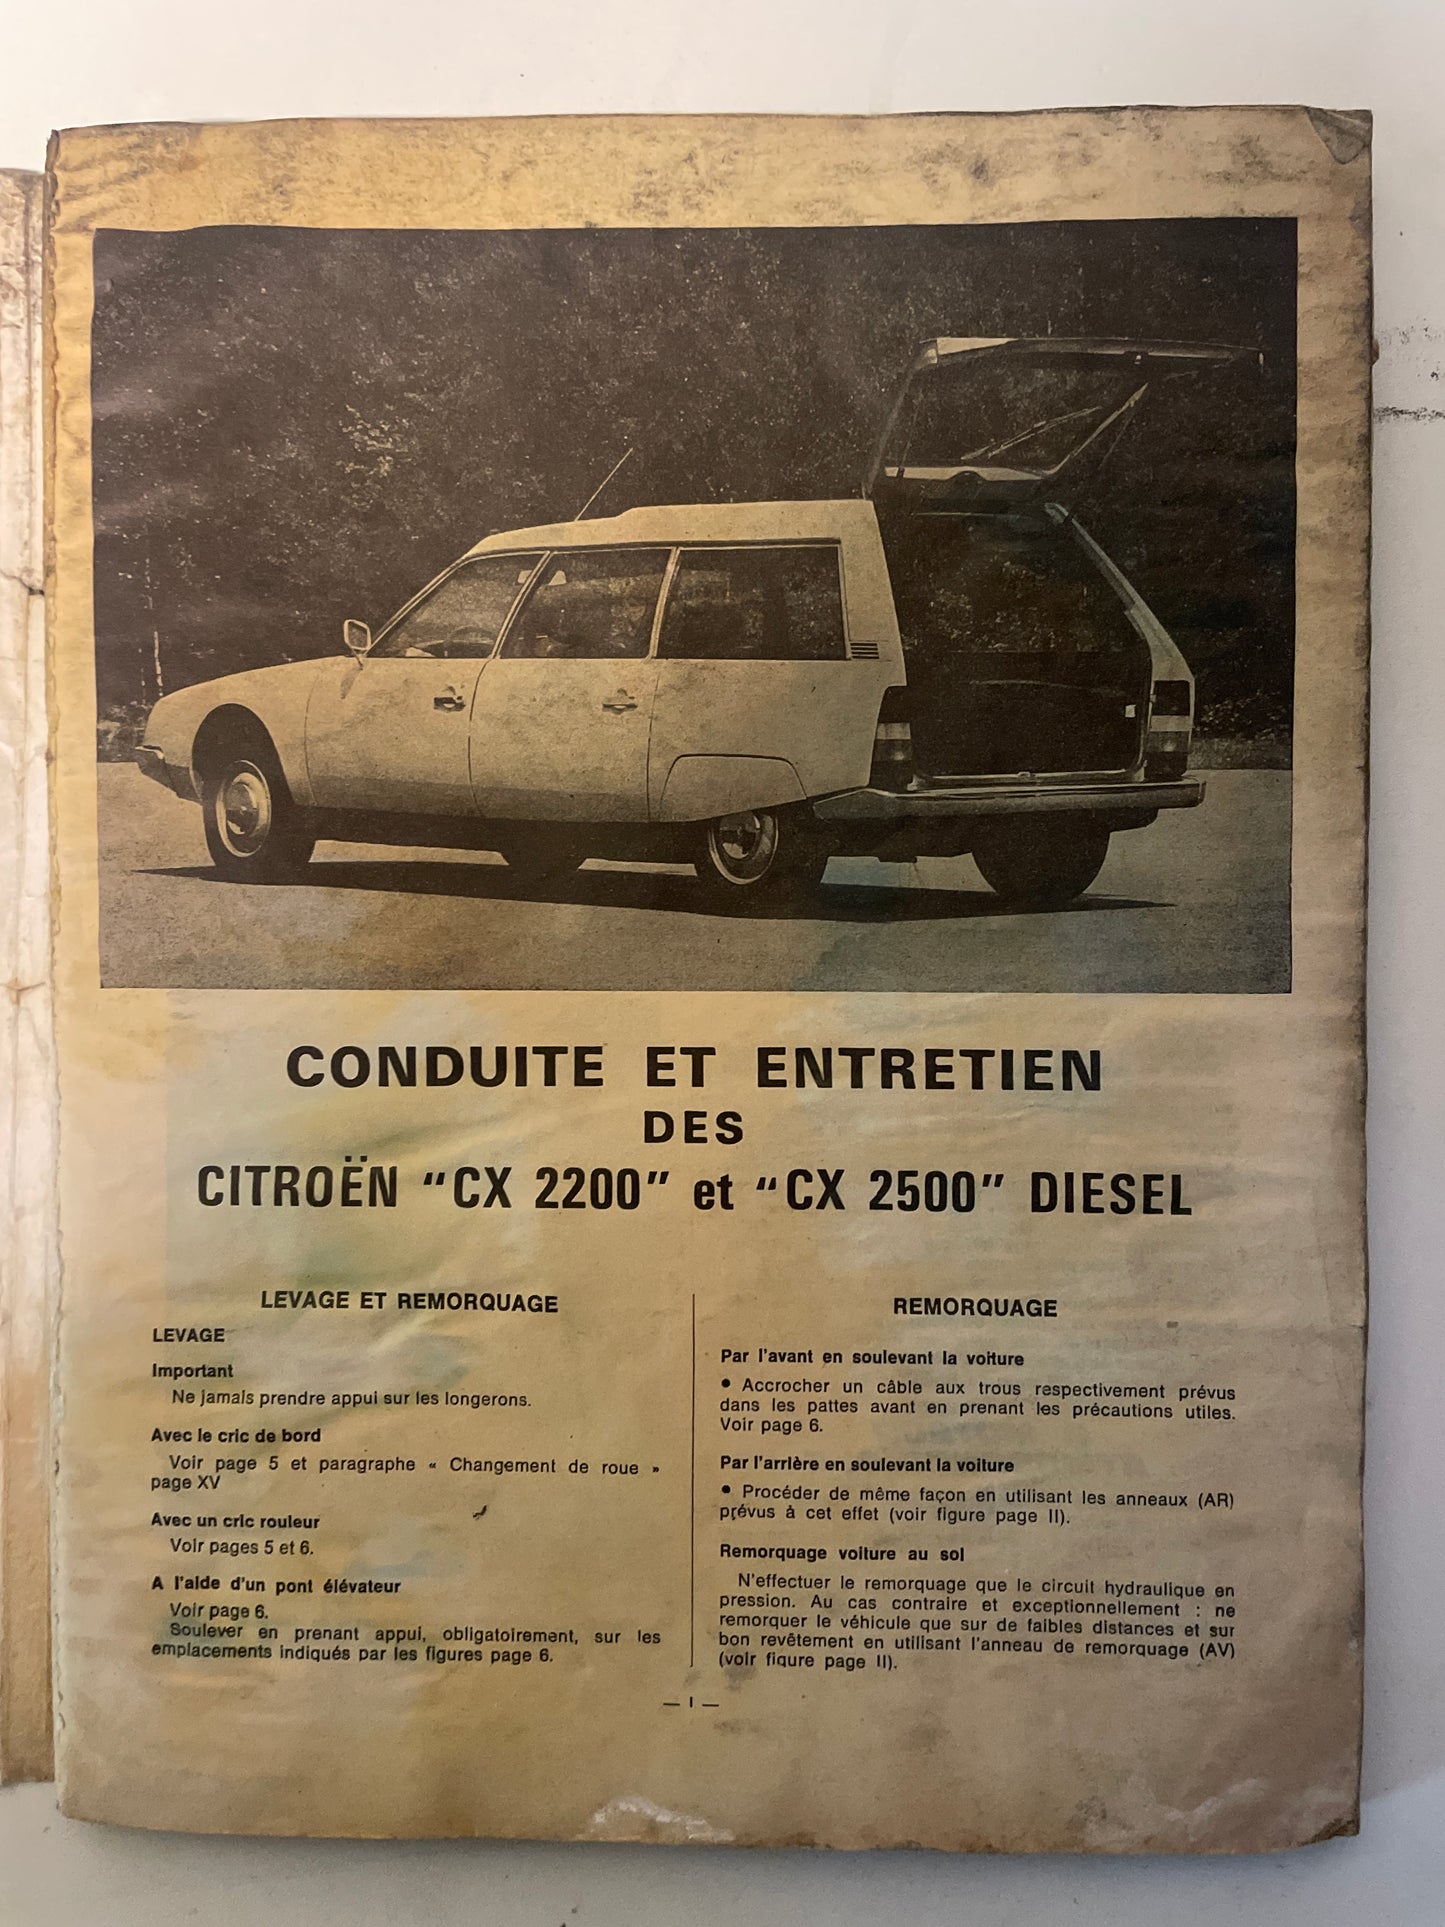 CONDUITE ET ENTRETIEN
DES
CITROËN "CX 2200" et "CX 2500" DIESEL
LEVAGE ET REMORQUAGE
LEVAGE
Important
Ne jamais prendre appui sur les longerons.
Avec le cric de bord
Voir page 5 et paragraphe « Changement de roue »
page XV
Avec un cric rouleur
Voir pages 5 et 6.
A l'aide d'un pont élévateur
Voir page 6.
Soulever en prenant appui, obligatoirement, sur les
emplacements indiqués par les figures page 6.
REMORQUAGE
Par l'avant en soulevant la voiture
• Accrocher un câble aux trous respectivement prévus
dans les pattes avant en prenant les précautions utiles.
Voir page 6.
Par l'arrière en soulevant la voiture
• Procéder de même façon en utilisant les anneaux (AR)
prévus à cet effet (voir figure page II).
Remorquage voiture au sol
N'effectuer le remorquage que le circuit hydraulique en
pression. Au cas contraire et exceptionnellement : ne
remorquer le véhicule que sur de faibles distances et sur
bon revêtement en utilisant l'anneau de remorquage (AV)
(voir figure page II).
— I —